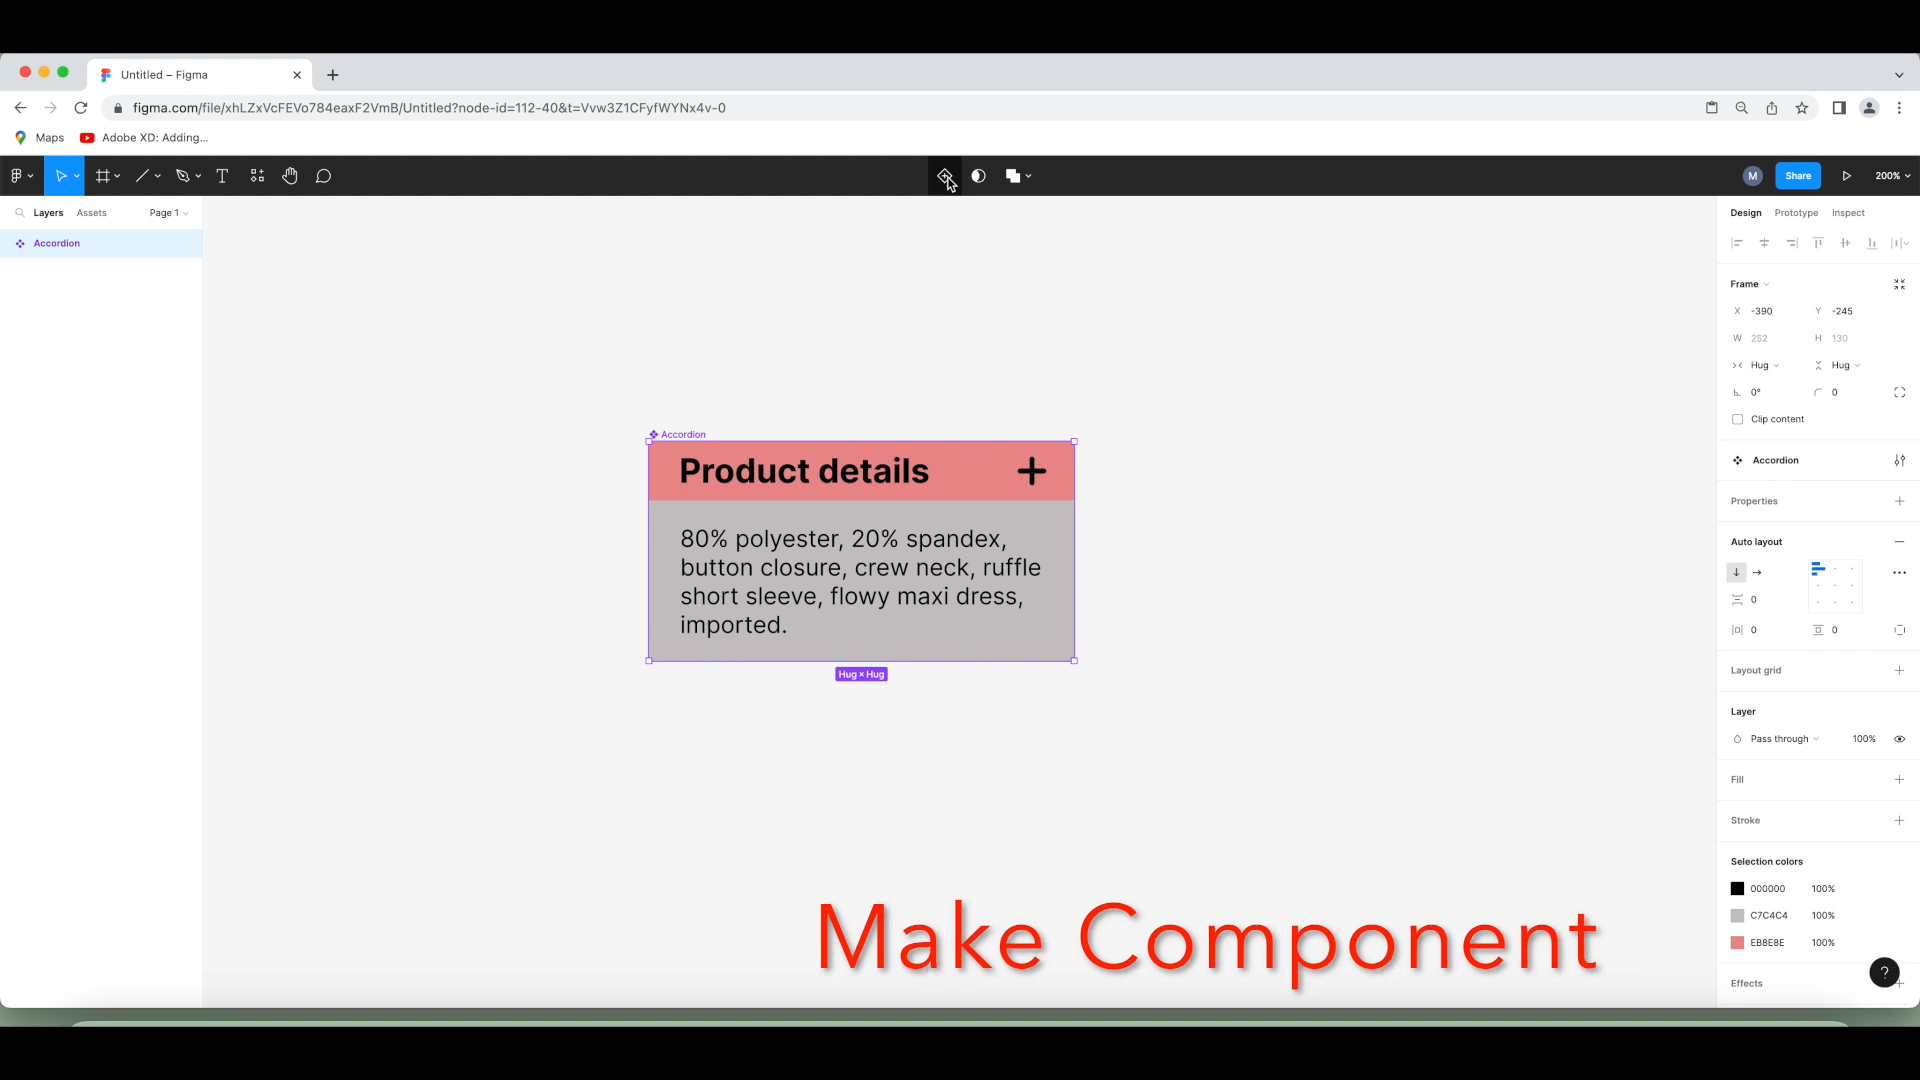 Untitled – Figma
figma.com/file/xhLZxVcFEVo784eaxF2VmB/Untitled?node-id=112-40&t=Vvw3Z1CFyfWYNx4v-0
Maps
Adobe XD: Adding...
M
Share
200%
Layers
Assets
Page 1
Accordion
Accordion
Product details
80% polyester, 20% spandex,
button closure, crew neck, ruffle
short sleeve, flowy maxi dress,
imported.
Hug × Hug
Make Component
Design
Prototype
Inspect
Frame
X -390
Y -245
W 252
H 130
Hug
Hug
0°
0
Clip content
Accordion
Properties
Auto layout
0
0
0
Layout grid
Layer
Pass through
100%
Fill
Stroke
Selection colors
000000 100%
C7C4C4 100%
EB8E8E 100%
Effects
?